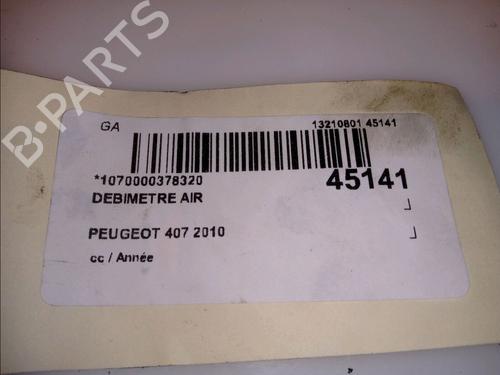 B-PARTS
GA
13210801 45141
*1070000378320
45141
DEBIMETRE AIR
PEUGEOT 407 2010
cc / Année